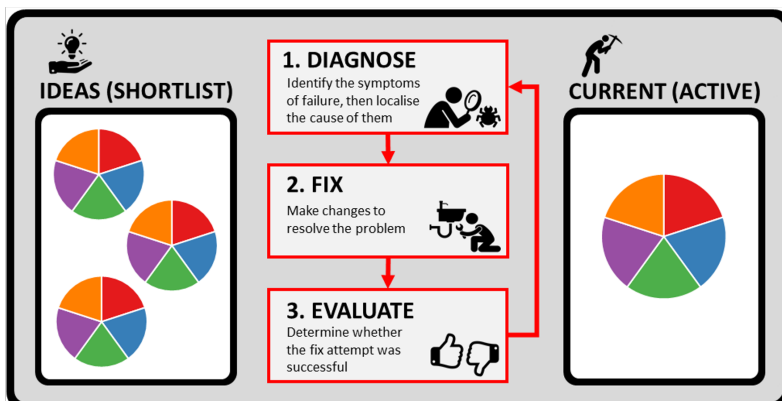 IDEAS (SHORTLIST)
1. DIAGNOSE
Identify the symptoms
of failure, then localise
the cause of them
2. FIX
Make changes to
resolve the problem
3. EVALUATE
Determine whether
the fix attempt was
successful
CURRENT (ACTIVE)